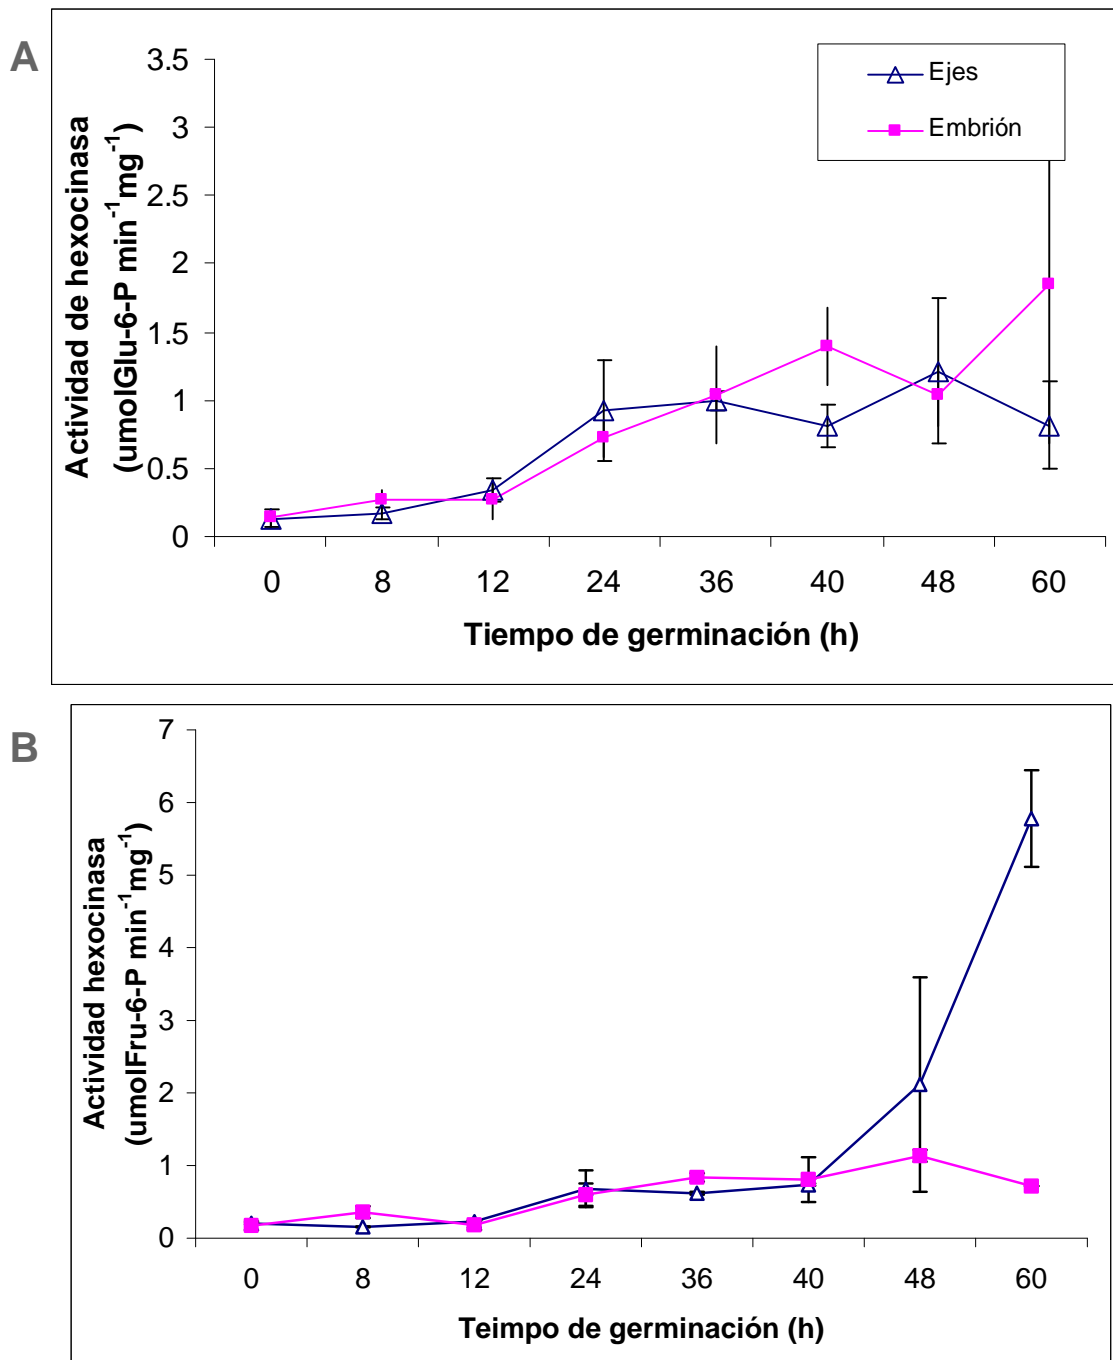 A
Actividad de hexocinasa
(umolGlu-6-P min⁻¹mg⁻¹)
3.5
3
2.5
2
1.5
1
0.5
0
Ejes
Embrión
0 8 12 24 36 40 48 60
Tiempo de germinación (h)
B
Actividad hexocinasa
(umolFru-6-P min⁻¹mg⁻¹)
7
6
5
4
3
2
1
0
0 8 12 24 36 40 48 60
Teimpo de germinación (h)